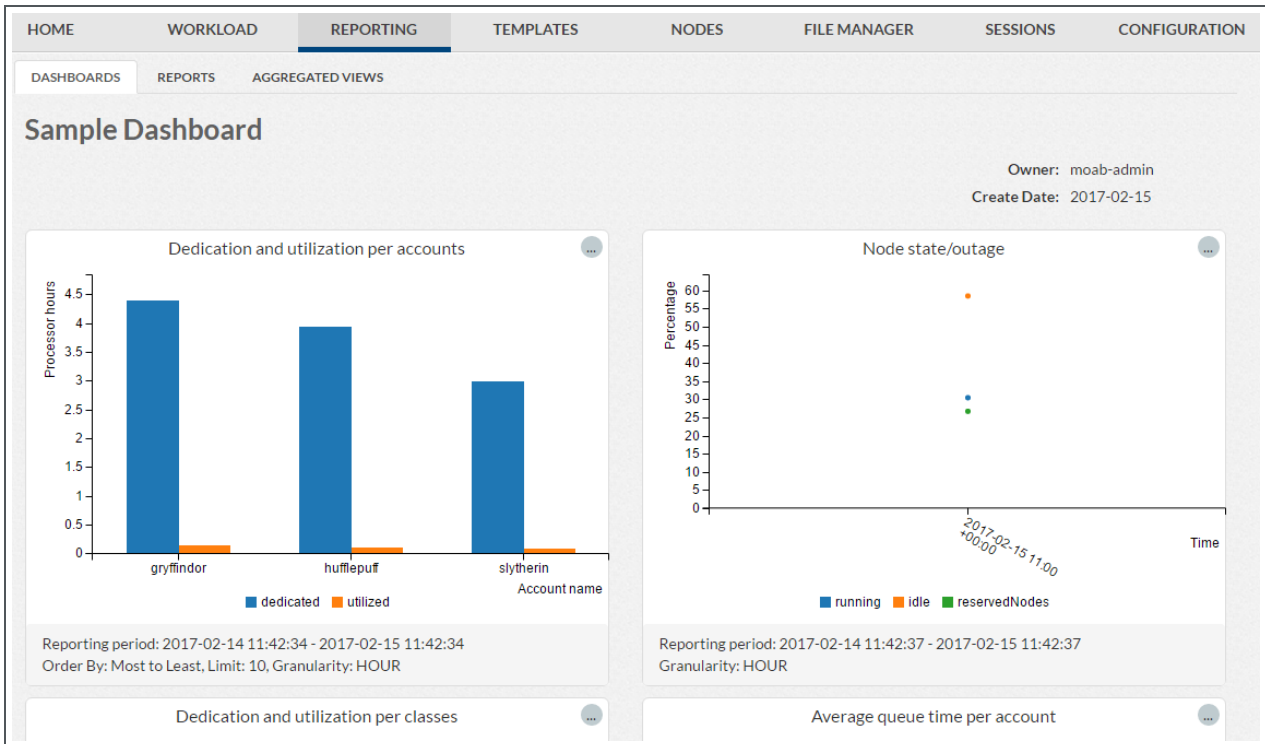 HOME WORKLOAD REPORTING TEMPLATES NODES FILE MANAGER SESSIONS CONFIGURATION
DASHBOARDS REPORTS AGGREGATED VIEWS
Sample Dashboard
Owner: moab-admin
Create Date: 2017-02-15
Dedication and utilization per accounts
...
Processor hours
4.5
4
3.5
3
2.5
2
1.5
1
0.5
0
gryffindor hufflepuff slytherin
Account name
dedicated utilized
Reporting period: 2017-02-14 11:42:34 - 2017-02-15 11:42:34
Order By: Most to Least, Limit: 10, Granularity: HOUR
Node state/outage
...
Percentage
60
55
50
45
40
35
30
25
20
15
10
5
0
2017-02-15 11:00
+00:00
Time
running idle reservedNodes
Reporting period: 2017-02-14 11:42:37 - 2017-02-15 11:42:37
Granularity: HOUR
Dedication and utilization per classes
...
Average queue time per account
...